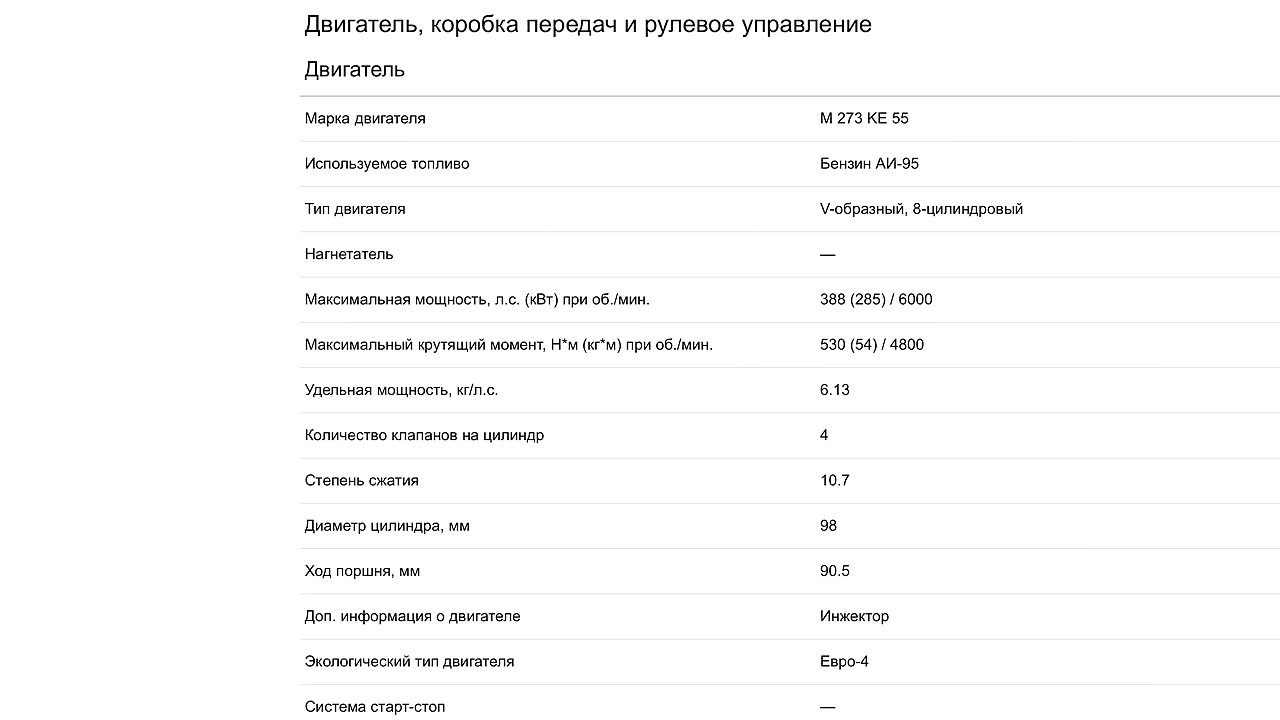 Двигатель, коробка передач и рулевое управление
Двигатель
Марка двигателя M 273 KE 55
Используемое топливо Бензин АИ-95
Тип двигателя V-образный, 8-цилиндровый
Нагнетатель —
Максимальная мощность, л.с. (кВт) при об./мин. 388 (285) / 6000
Максимальный крутящий момент, Н*м (кг*м) при об./мин. 530 (54) / 4800
Удельная мощность, кг/л.с. 6.13
Количество клапанов на цилиндр 4
Степень сжатия 10.7
Диаметр цилиндра, мм 98
Ход поршня, мм 90.5
Доп. информация о двигателе Инжектор
Экологический тип двигателя Евро-4
Система старт-стоп —